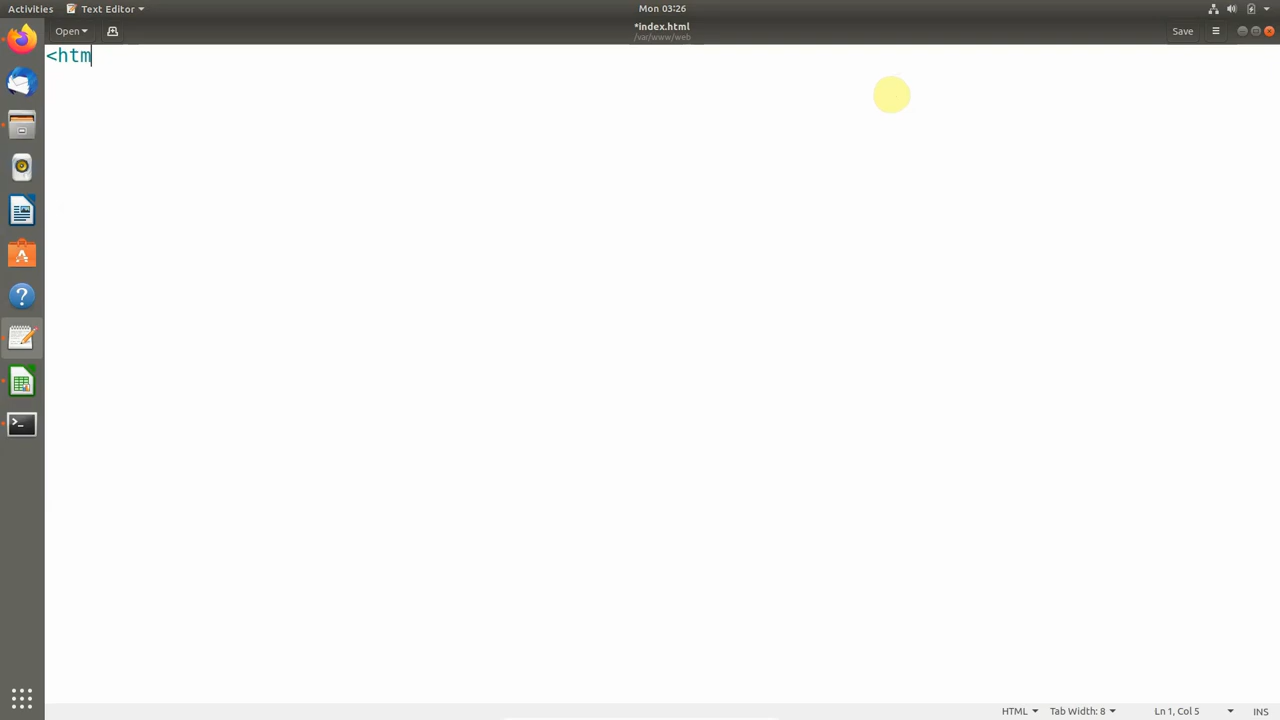 Activities Text Editor Mon 03:26
Open *index.html Save
/var/www/web
<htm
HTML Tab Width: 8 Ln 1, Col 5 INS